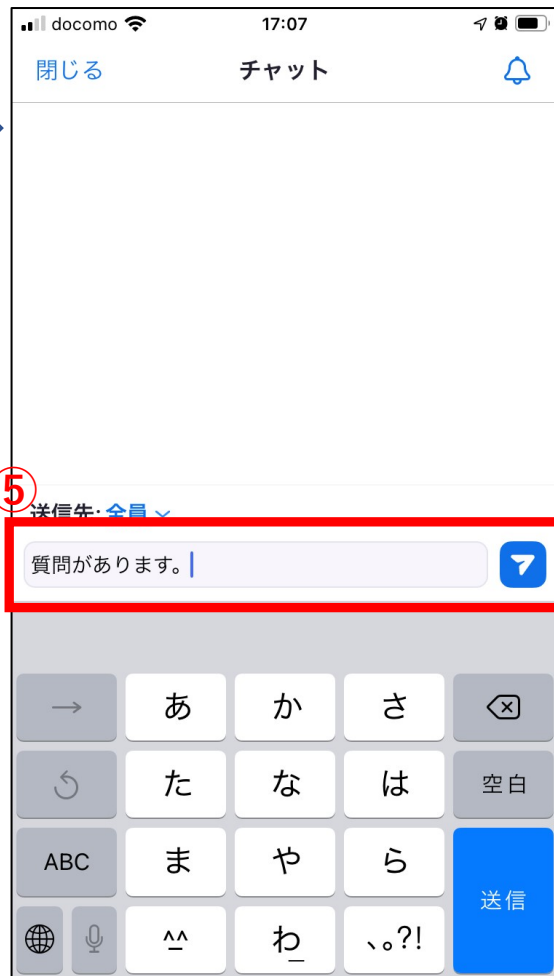 docomo 17:07
閉じる チャット
⑤
送信先: 全員
質問があります。
→ あ か さ
た な は 空白
ABC ま や ら 送信
^^ わ_ 、。?!